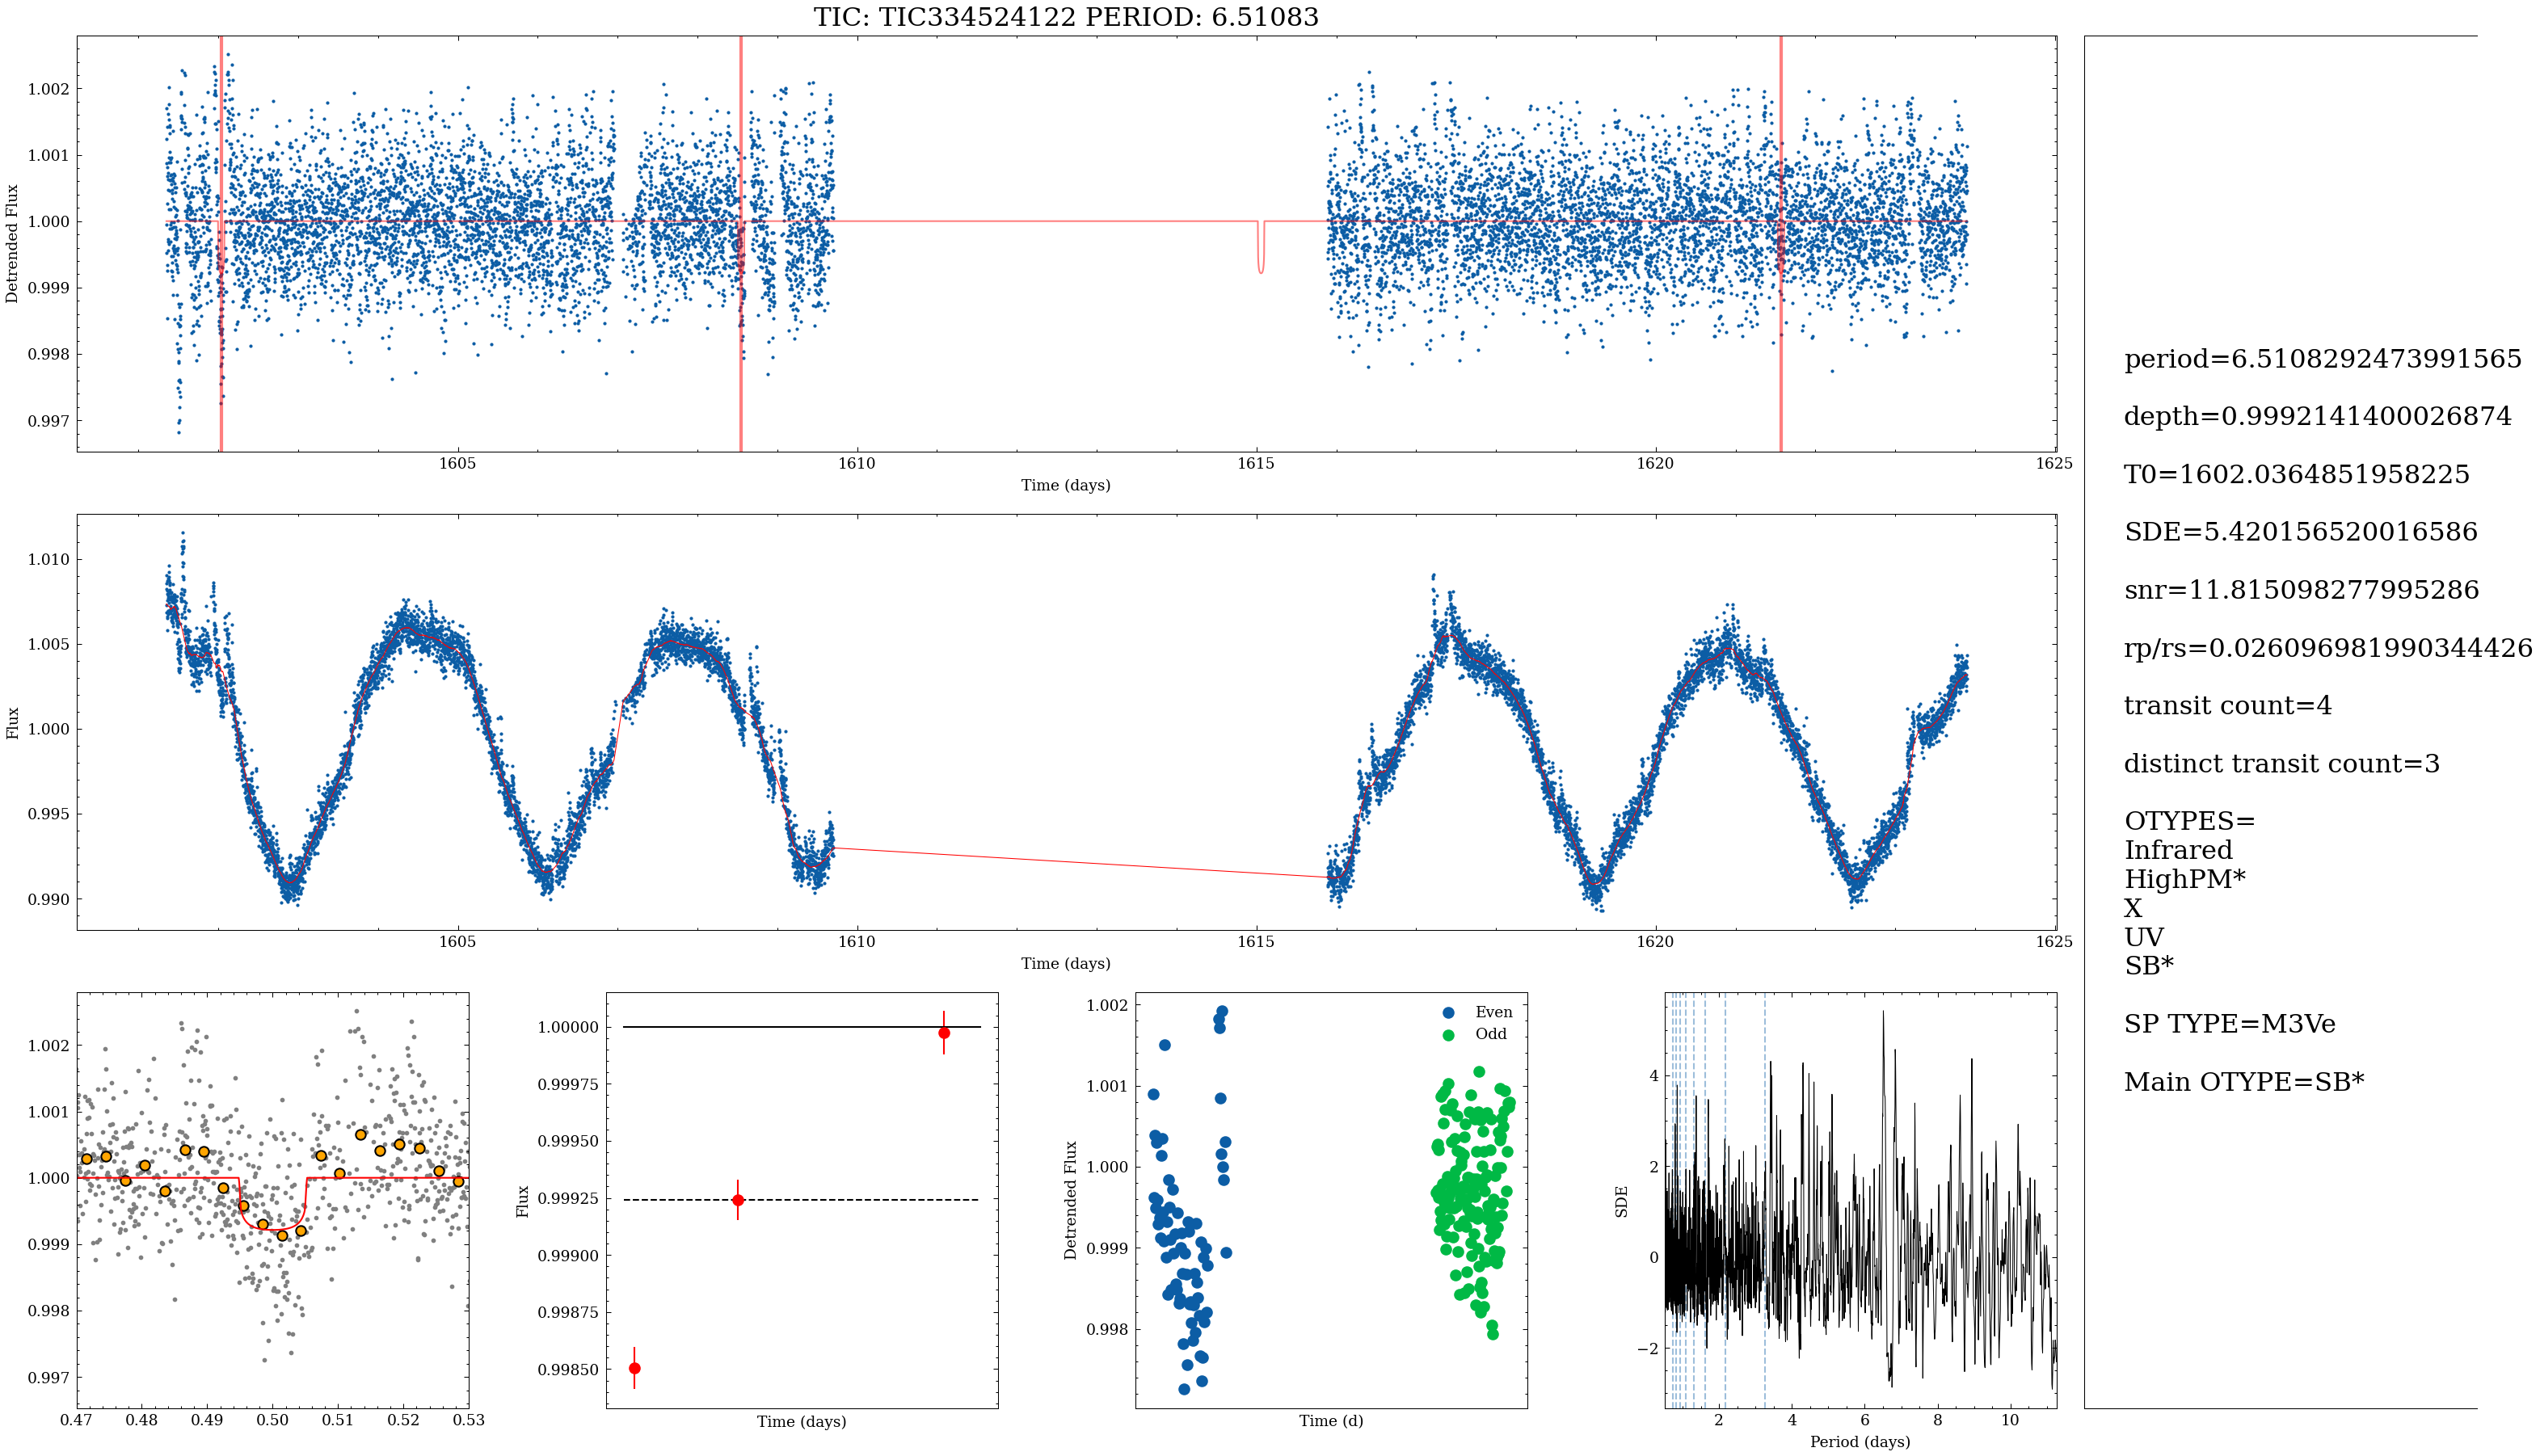 TIC: TIC334524122 PERIOD: 6.51083
1.002
1.001
1.000
0.999
0.998
0.997
Detrended Flux
1605
1610
1615
1620
1625
Time (days)
1.010
1.005
1.000
0.995
0.990
Flux
1605
1610
1615
1620
1625
Time (days)
1.002
1.001
1.000
0.999
0.998
0.997
0.47
0.48
0.49
0.50
0.51
0.52
0.53
1.00000
0.99975
0.99950
0.99925
0.99900
0.99875
0.99850
Flux
Time (days)
1.002
1.001
1.000
0.999
0.998
Detrended Flux
Even
Odd
Time (d)
4
2
0
−2
SDE
2
4
6
8
10
Period (days)
period=6.5108292473991565
depth=0.9992141400026874
T0=1602.0364851958225
SDE=5.420156520016586
snr=11.815098277995286
rp/rs=0.026096981990344426
transit count=4
distinct transit count=3
OTYPES=
Infrared
HighPM*
X
UV
SB*
SP TYPE=M3Ve
Main OTYPE=SB*